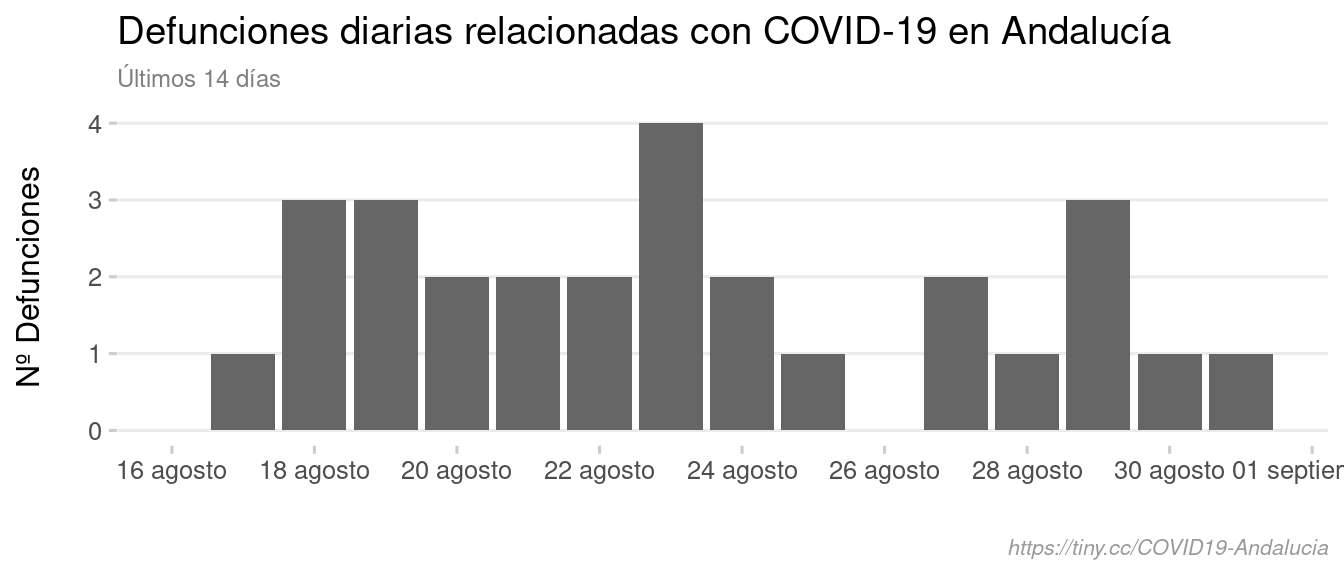 Defunciones diarias relacionadas con COVID-19 en Andalucía
Últimos 14 días
Nº Defunciones
4
3
2
1
0
16 agosto 18 agosto 20 agosto 22 agosto 24 agosto 26 agosto 28 agosto 30 agosto 01 septier
https://tiny.cc/COVID19-Andalucia